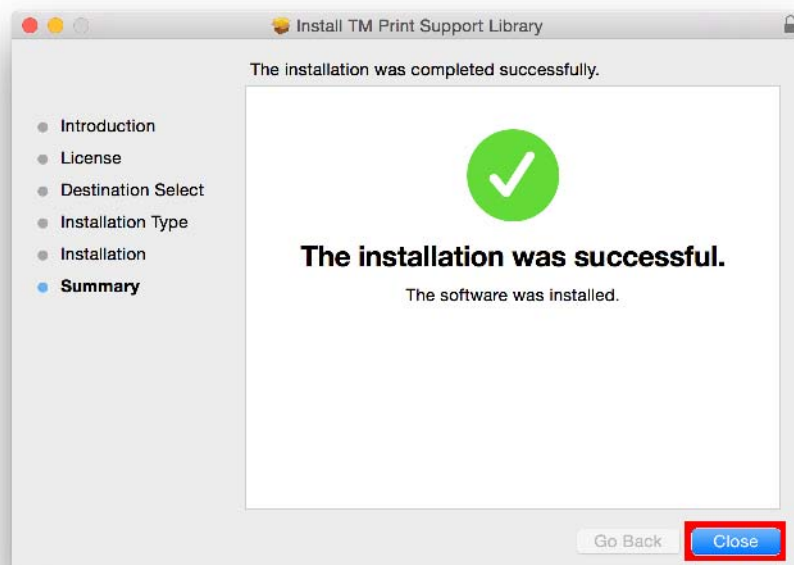 Install TM Print Support Library
The installation was completed successfully.
Introduction
License
Destination Select
Installation Type
Installation
Summary
The installation was successful.
The software was installed.
Go Back
Close